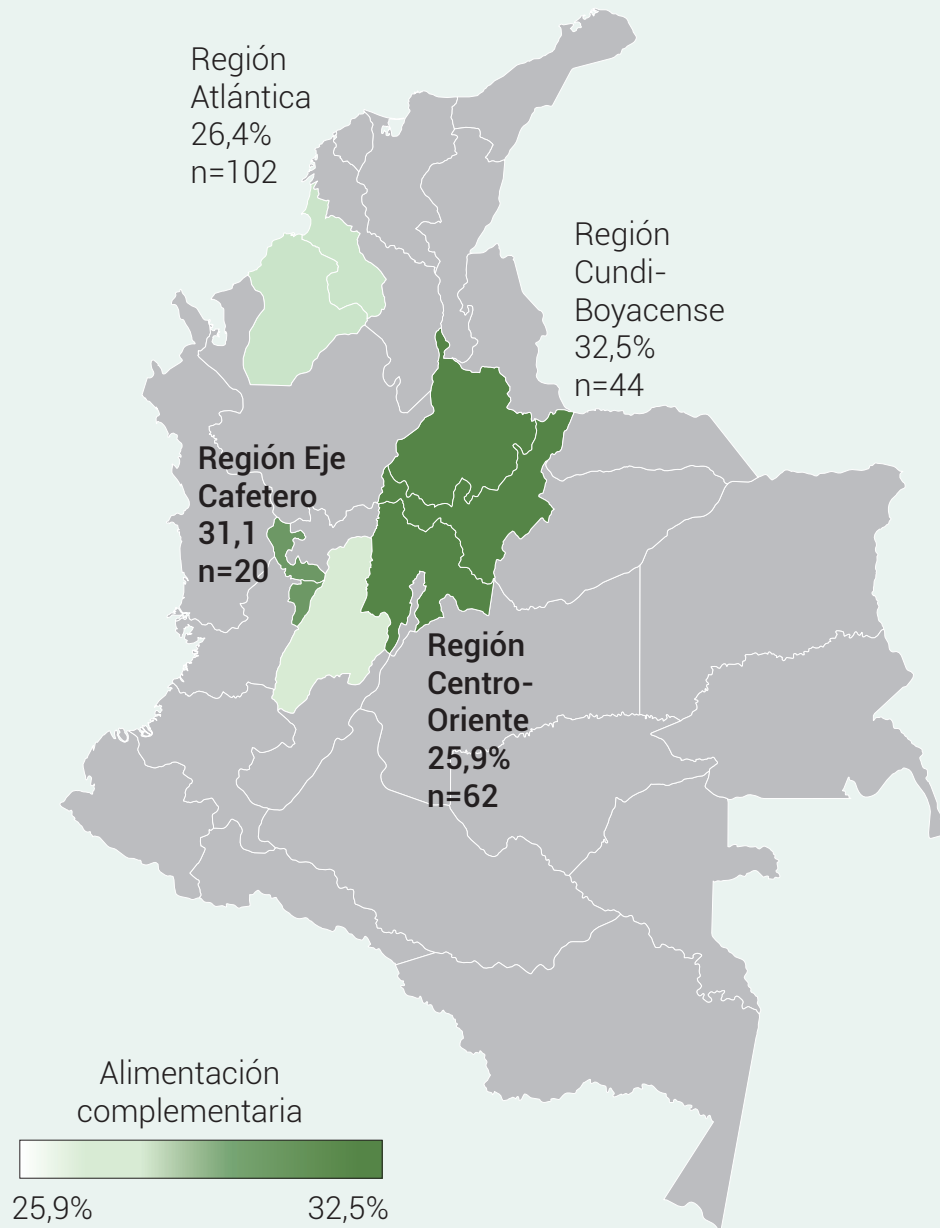 Región
Atlántica
26,4%
n=102
Región
Cundi-
Boyacense
32,5%
n=44
Región Eje
Cafetero
31,1
n=20
Región
Centro-
Oriente
25,9%
n=62
Alimentación
complementaria
25,9%
32,5%